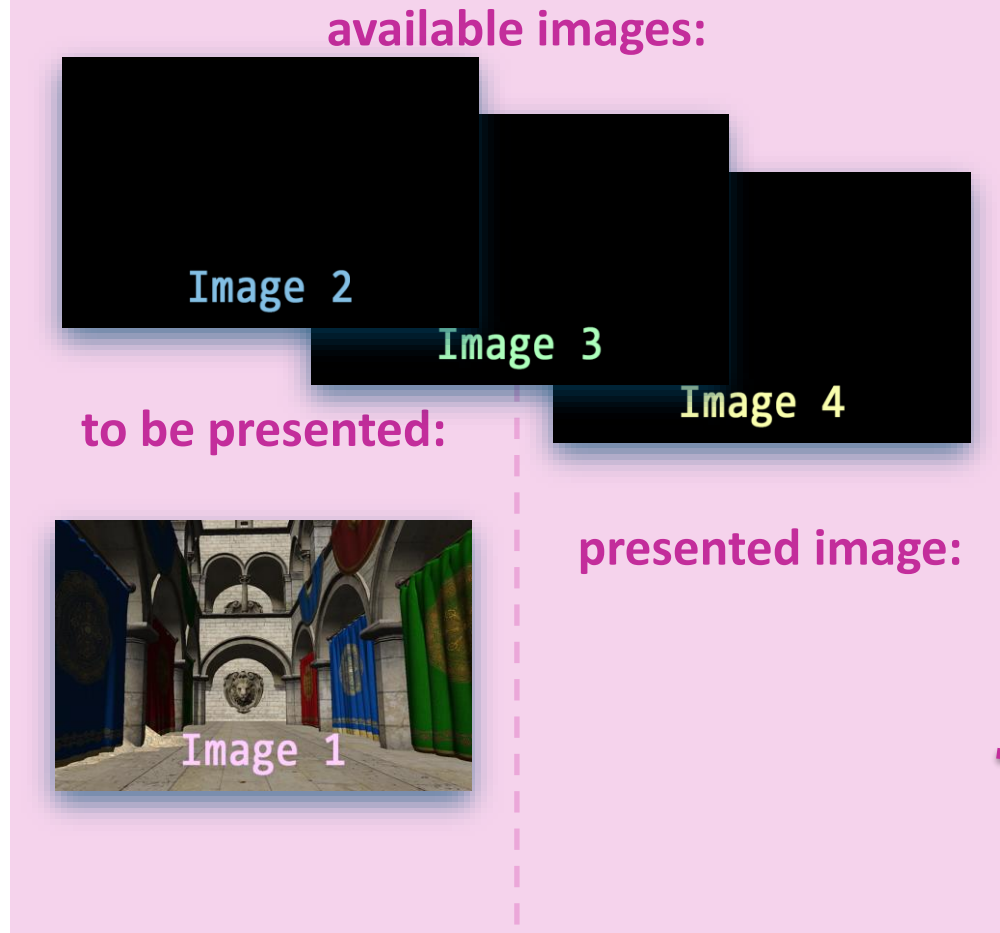 available images:
Image 2
Image 3
Image 4
to be presented:
presented image:
Image 1